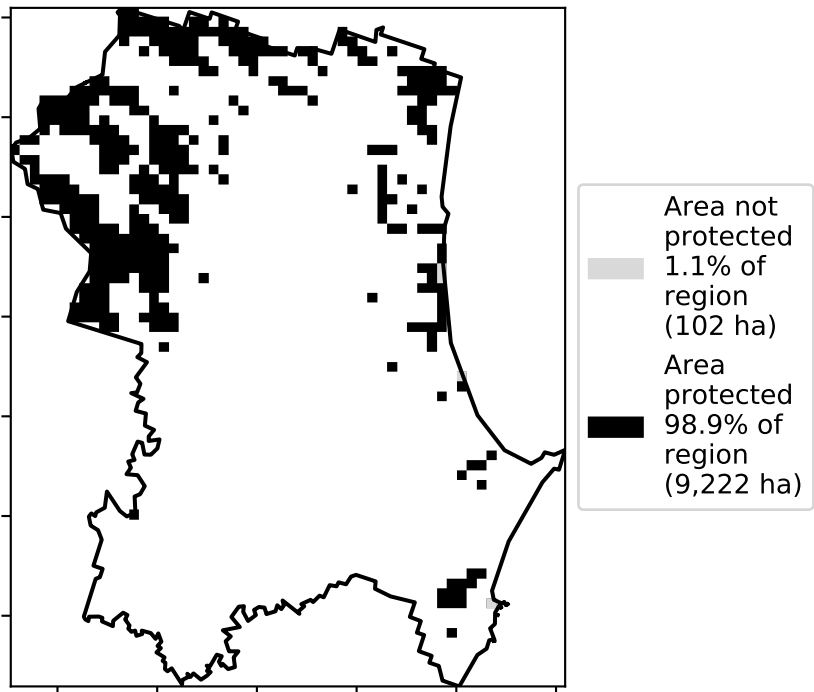 Area not
protected
1.1% of
region
(102 ha)
Area
protected
98.9% of
region
(9,222 ha)